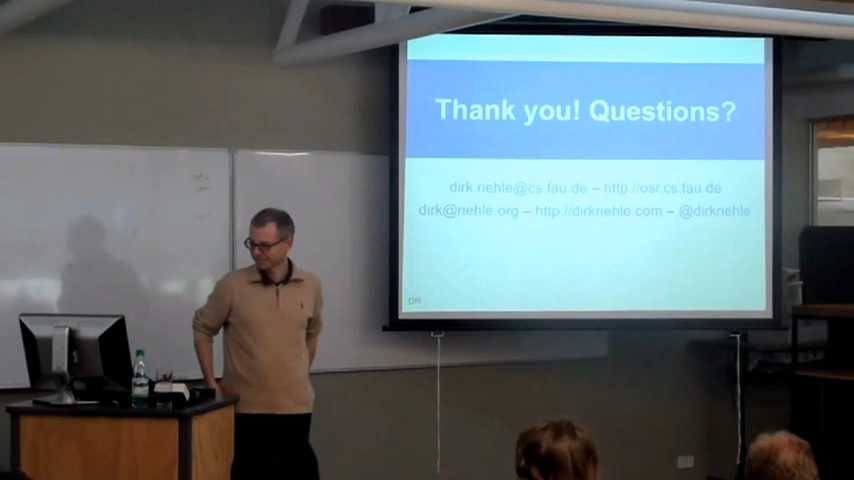 Thank you! Questions?
dirk.riehle@cs.fau.de – http://osr.cs.fau.de
dirk@riehle.org – http://dirkriehle.com – @dirkriehle
DR